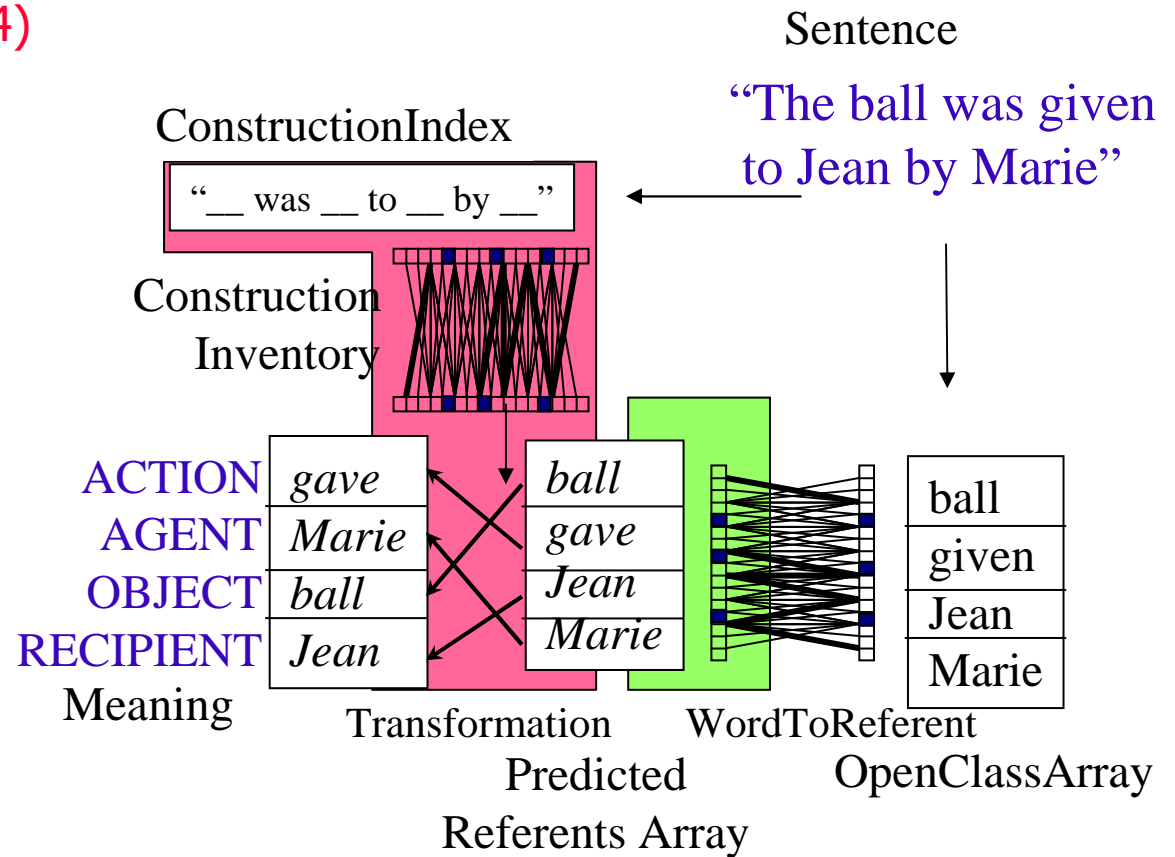 4)
Sentence
“The ball was given
to Jean by Marie”
ConstructionIndex
“__ was __ to __ by __”
Construction
Inventory
ACTION
AGENT
OBJECT
RECIPIENT
Meaning
gave
Marie
ball
Jean
ball
gave
Jean
Marie
ball
given
Jean
Marie
Transformation
WordToReferent
Predicted
Referents Array
OpenClassArray